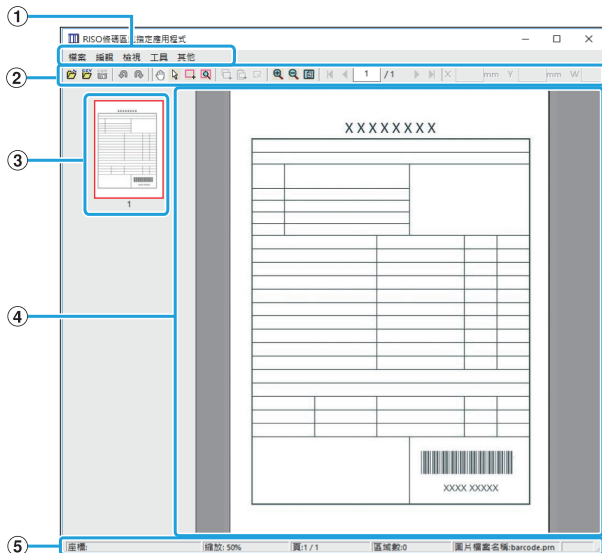 ①
RISO條碼區域指定應用程式
檔案 編輯 檢視 工具 其他
②
1 /1 X mm Y mm W
③
1
XXXXXXXX
④
XXXX XXXXX
⑤
座標: 縮放: 50% 頁:1 / 1 區域數:0 圖片檔案名稱:barcode.prn